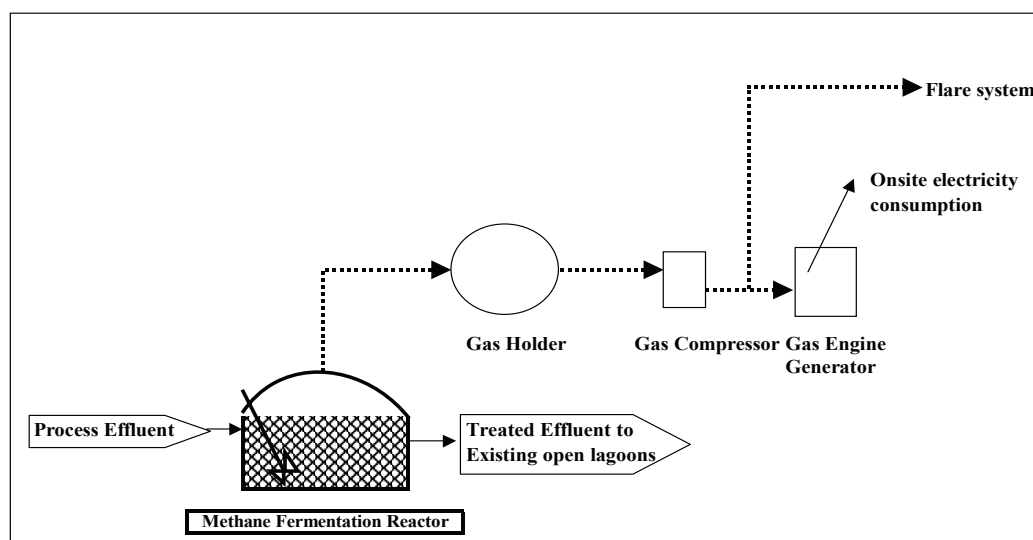 Flare system
Onsite electricity
consumption
Gas Holder
Gas Compressor
Gas Engine
Generator
Process Effluent
Treated Effluent to
Existing open lagoons
Methane Fermentation Reactor